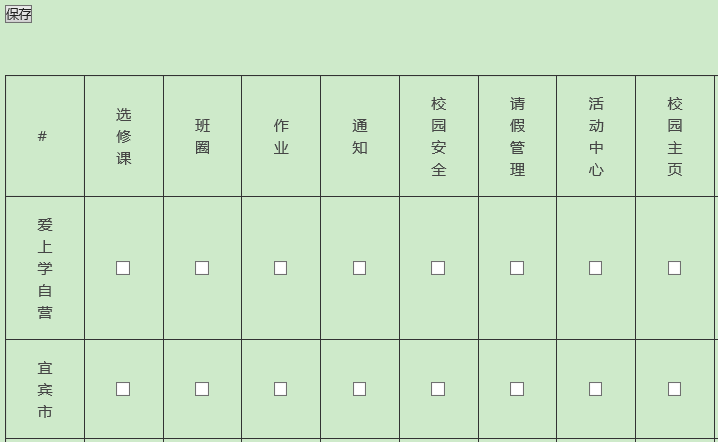 保存
#
选修课
班圈
作业
通知
校园安全
请假管理
活动中心
校园主页
爱上学自营
宜宾市